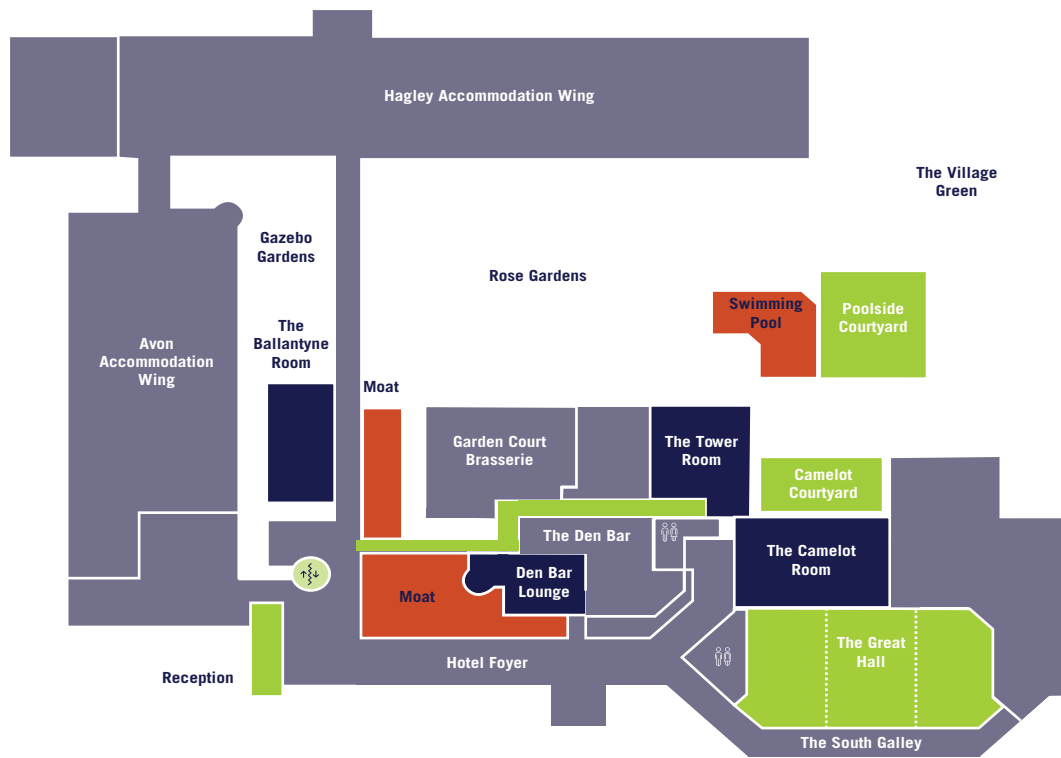 Hagley Accommodation Wing
The Village
Green
Gazebo
Gardens
Rose Gardens
Swimming
Pool
Poolside
Courtyard
The
Ballantyne
Room
Avon
Accommodation
Wing
Moat
Garden Court
Brasserie
The Tower
Room
Camelot
Courtyard
The Den Bar
The Camelot
Room
Den Bar
Lounge
Moat
The Great
Hall
Hotel Foyer
Reception
The South Galley